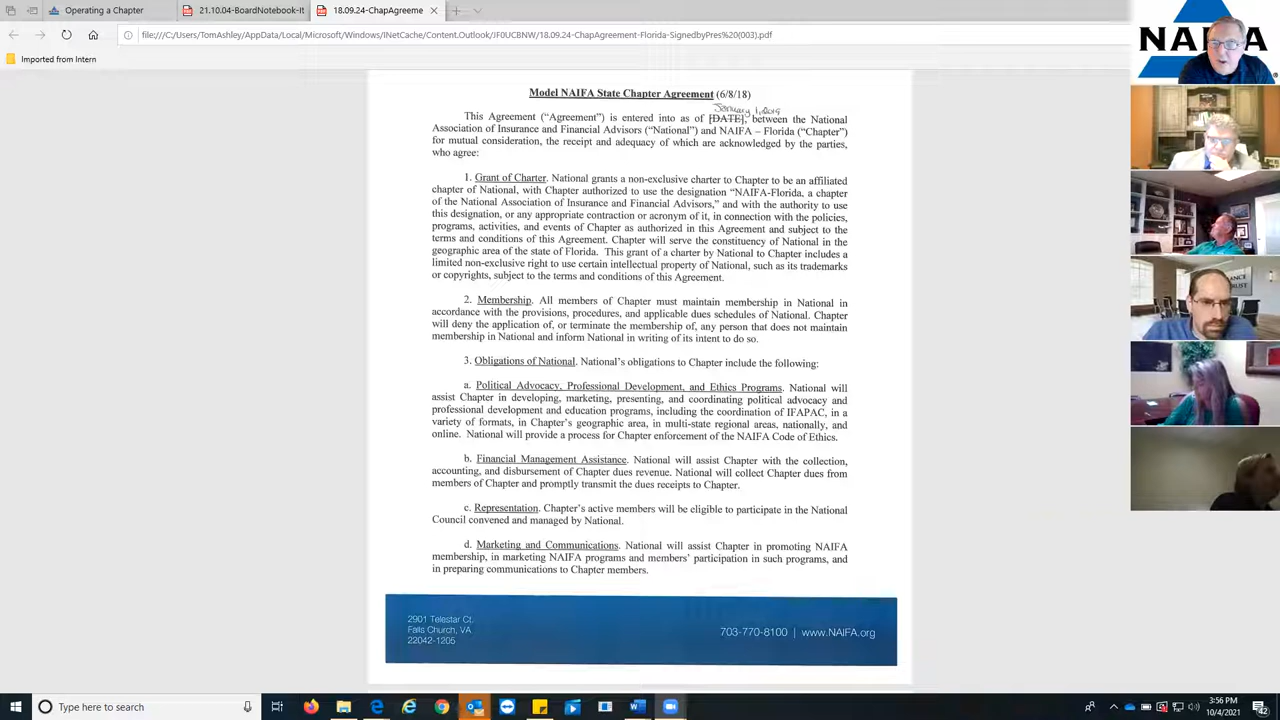 Operating a Chapter
21.10.04-BoardNotebook-It
18.09.24-ChapAgreeme
file:///C:/Users/TomAshley/AppData/Local/Microsoft/Windows/INetCache/Content.Outlook/JF0UCBNW/18.09.24-ChapAgreement-Florida-SignedbyPres%20(003).pdf
Imported from Intern
Model NAIFA State Chapter Agreement (6/8/18)
January 1, 2019
This Agreement (“Agreement”) is entered into as of [DATE], between the National
Association of Insurance and Financial Advisors (“National”) and NAIFA – Florida (“Chapter”)
for mutual consideration, the receipt and adequacy of which are acknowledged by the parties,
who agree:
1. Grant of Charter. National grants a non-exclusive charter to Chapter to be an affiliated
chapter of National, with Chapter authorized to use the designation “NAIFA-Florida, a chapter
of the National Association of Insurance and Financial Advisors,” and with the authority to use
this designation, or any appropriate contraction or acronym of it, in connection with the policies,
programs, activities, and events of Chapter as authorized in this Agreement and subject to the
terms and conditions of this Agreement. Chapter will serve the constituency of National in the
geographic area of the state of Florida. This grant of a charter by National to Chapter includes a
limited non-exclusive right to use certain intellectual property of National, such as its trademarks
or copyrights, subject to the terms and conditions of this Agreement.
2. Membership. All members of Chapter must maintain membership in National in
accordance with the provisions, procedures, and applicable dues schedules of National. Chapter
will deny the application of, or terminate the membership of, any person that does not maintain
membership in National and inform National in writing of its intent to do so.
3. Obligations of National. National’s obligations to Chapter include the following:
a. Political Advocacy, Professional Development, and Ethics Programs. National will
assist Chapter in developing, marketing, presenting, and coordinating political advocacy and
professional development and education programs, including the coordination of IFAPAC, in a
variety of formats, in Chapter’s geographic area, in multi-state regional areas, nationally, and
online. National will provide a process for Chapter enforcement of the NAIFA Code of Ethics.
b. Financial Management Assistance. National will assist Chapter with the collection,
accounting, and disbursement of Chapter dues revenue. National will collect Chapter dues from
members of Chapter and promptly transmit the dues receipts to Chapter.
c. Representation. Chapter’s active members will be eligible to participate in the National
Council convened and managed by National.
d. Marketing and Communications. National will assist Chapter in promoting NAIFA
membership, in marketing NAIFA programs and members’ participation in such programs, and
in preparing communications to Chapter members.
2901 Telestar Ct.
Falls Church, VA
22042-1205
703-770-8100 | www.NAIFA.org
Type here to search
3:56 PM
10/4/2021
42